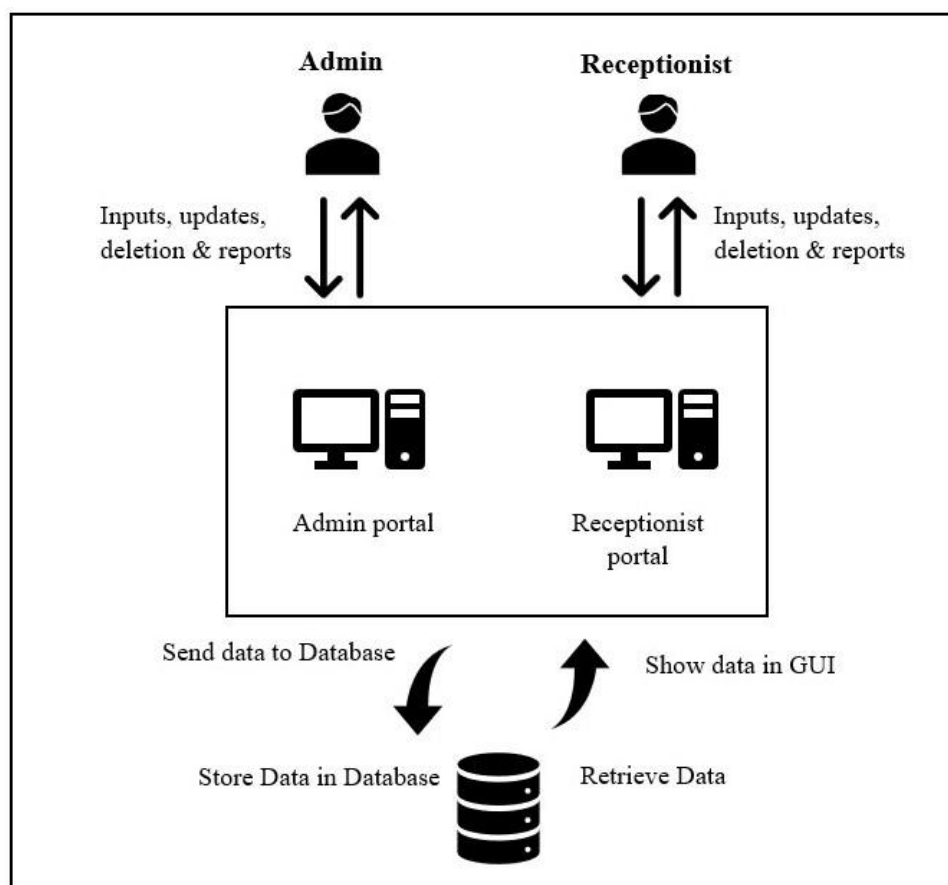 Admin
Receptionist
Inputs, updates,
deletion & reports
Inputs, updates,
deletion & reports
Admin portal
Receptionist
portal
Send data to Database
Show data in GUI
Store Data in Database
Retrieve Data